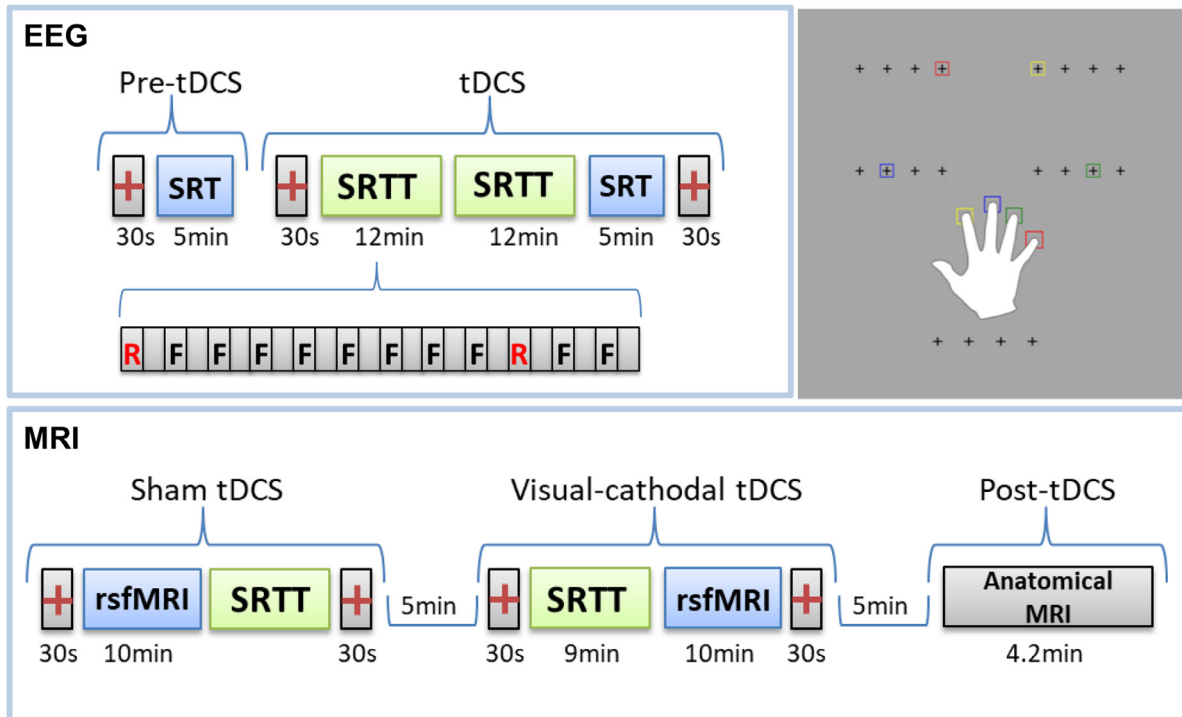 EEG
Pre-tDCS tDCS
+ SRT + SRTT SRTT SRT +
30s 5min 30s 12min 12min 5min 30s
R F F F F F F F F R F F
+ + + + + + + +
+ + + + + + + +
+ + + +
MRI
Sham tDCS Visual-cathodal tDCS Post-tDCS
+ rsfMRI SRTT + 5min + SRTT rsfMRI + 5min Anatomical
MRI
30s 10min 30s 30s 9min 10min 30s 4.2min